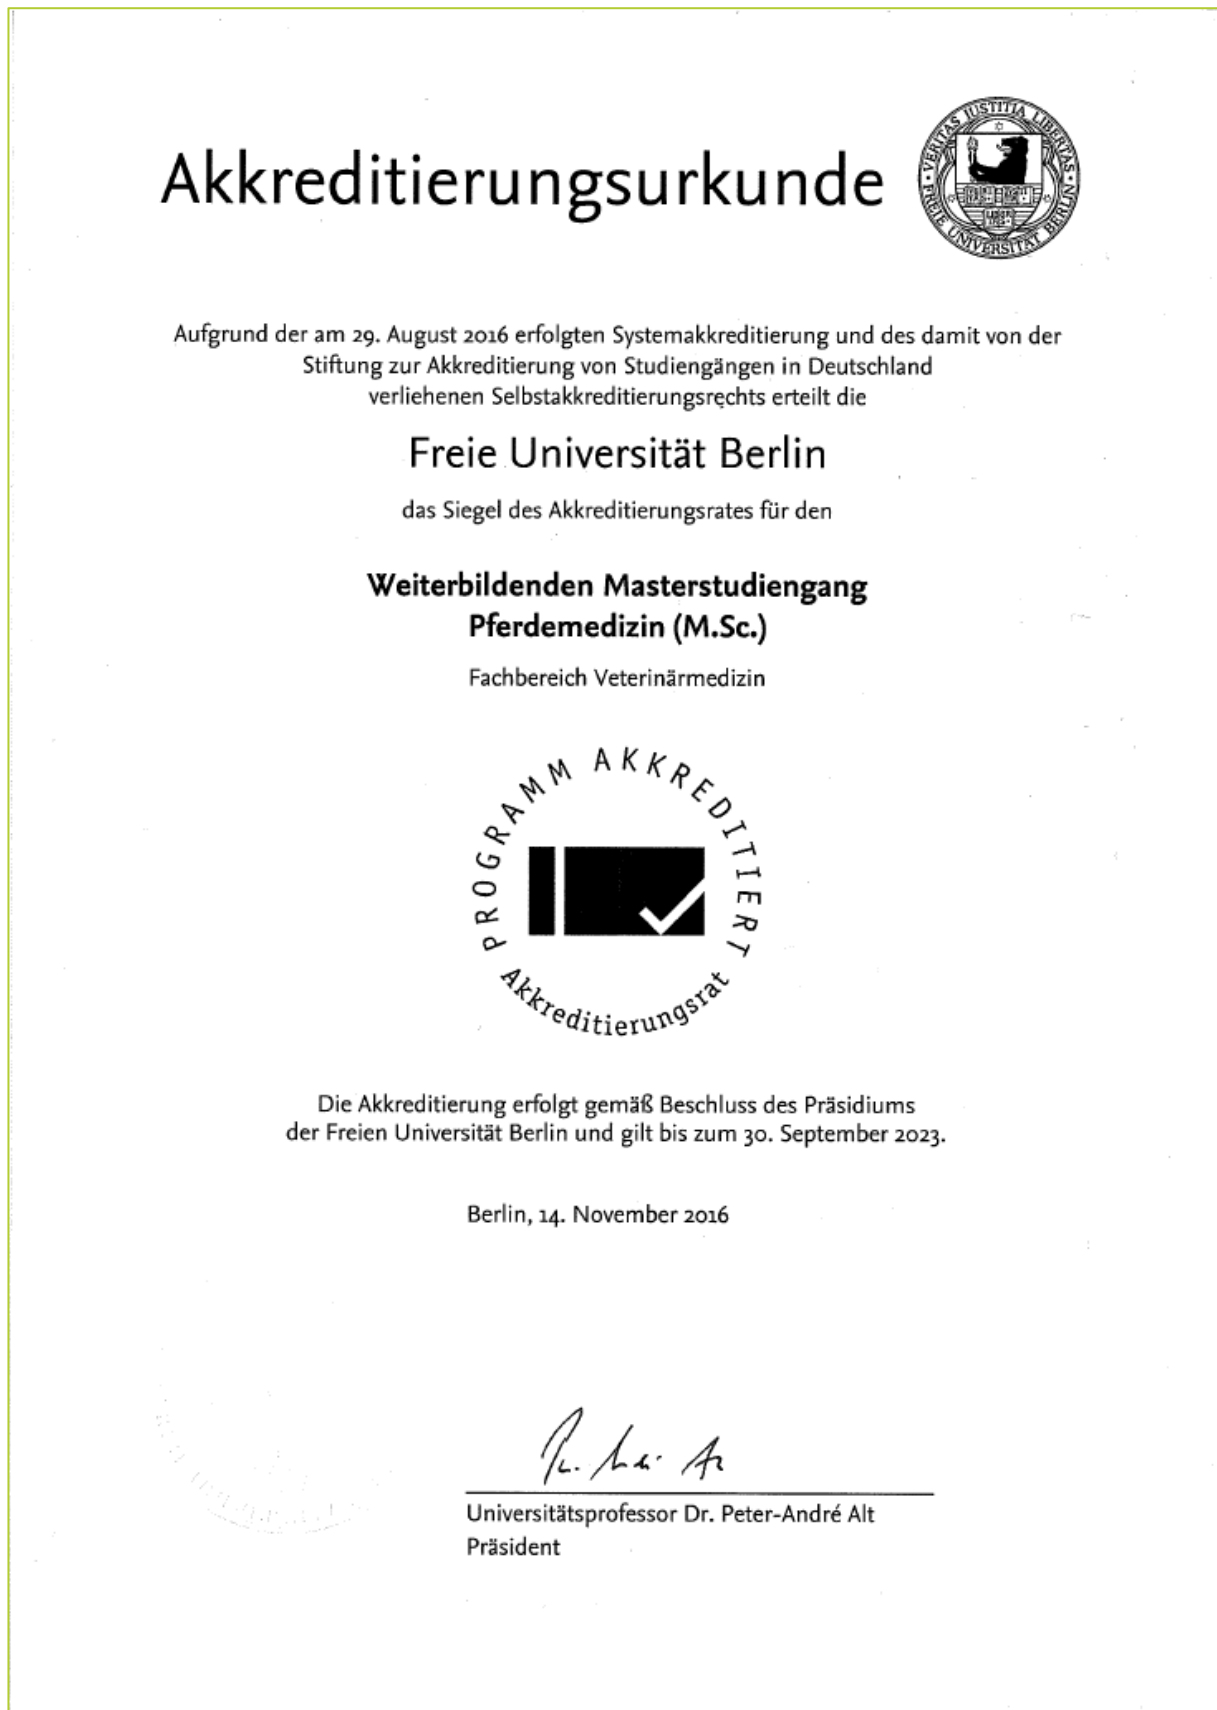 Akkreditierungsurkunde
VERITAS JUSTITIA LIBERTAS
FREIE UNIVERSITÄT BERLIN
Aufgrund der am 29. August 2016 erfolgten Systemakkreditierung und des damit von der
Stiftung zur Akkreditierung von Studiengängen in Deutschland
verliehenen Selbstakkreditierungsrechts erteilt die
Freie Universität Berlin
das Siegel des Akkreditierungsrates für den
Weiterbildenden Masterstudiengang
Pferdemedizin (M.Sc.)
Fachbereich Veterinärmedizin
PROGRAMM AKKREDITIERT
Akkreditierungsrat
Die Akkreditierung erfolgt gemäß Beschluss des Präsidiums
der Freien Universität Berlin und gilt bis zum 30. September 2023.
Berlin, 14. November 2016
Universitätsprofessor Dr. Peter-André Alt
Präsident